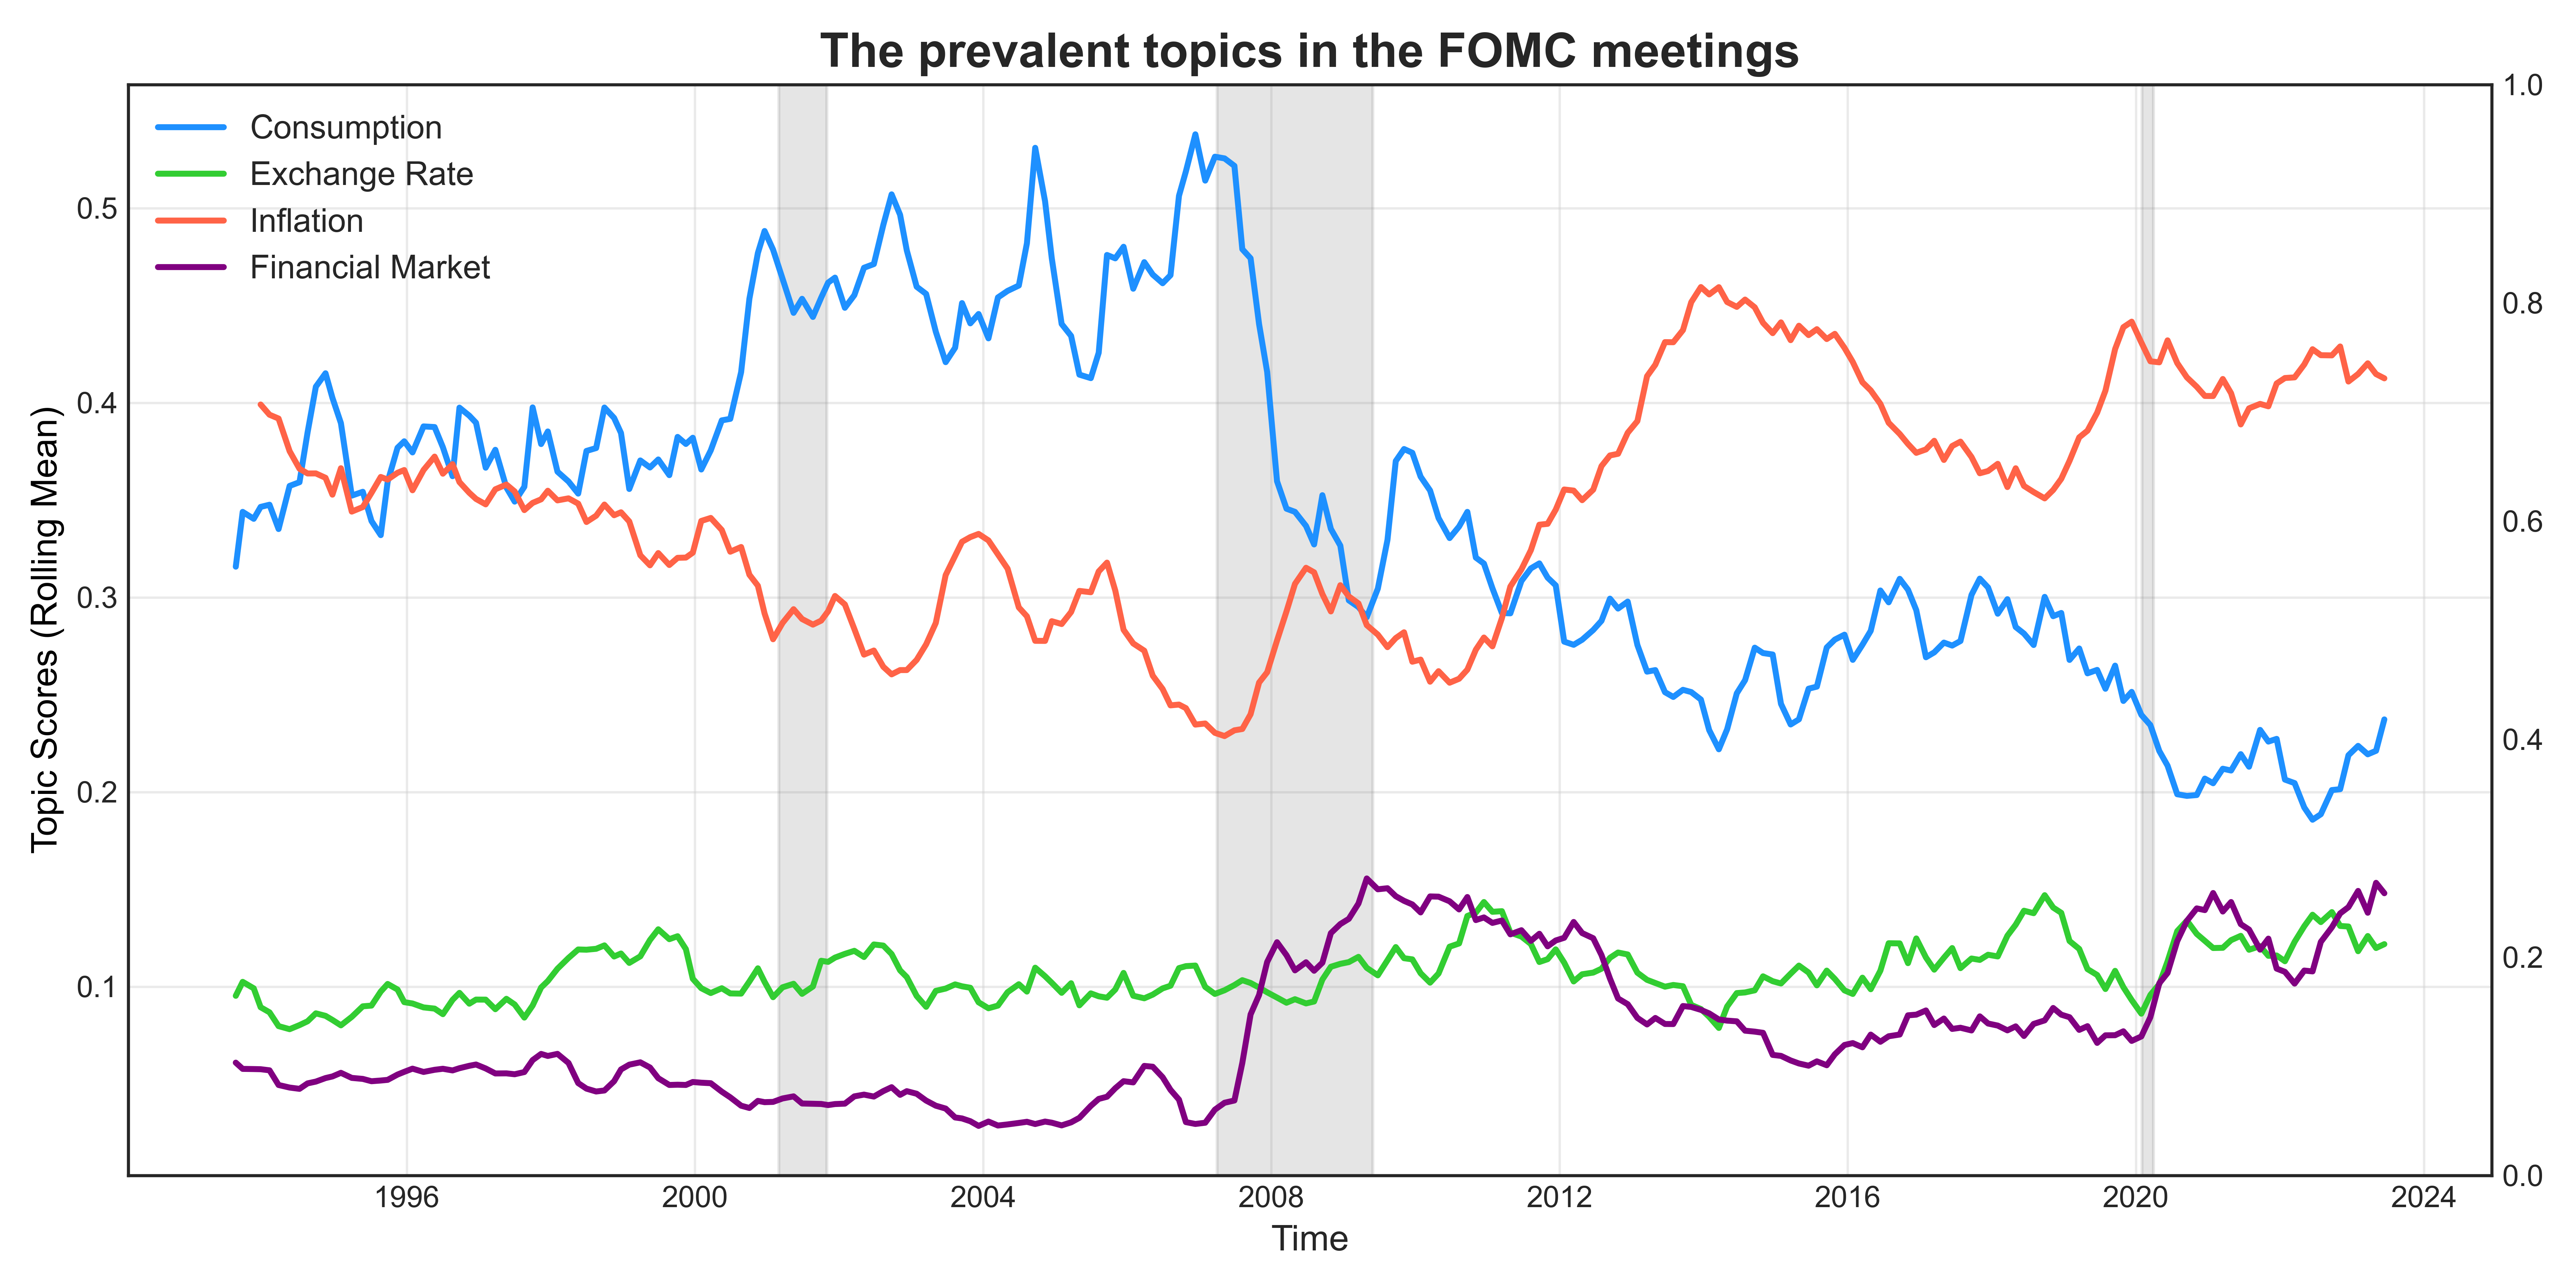 The prevalent topics in the FOMC meetings
Consumption
Exchange Rate
Inflation
Financial Market
Topic Scores (Rolling Mean)
0.5
0.4
0.3
0.2
0.1
1.0
0.8
0.6
0.4
0.2
0.0
1996 2000 2004 2008 2012 2016 2020 2024
Time